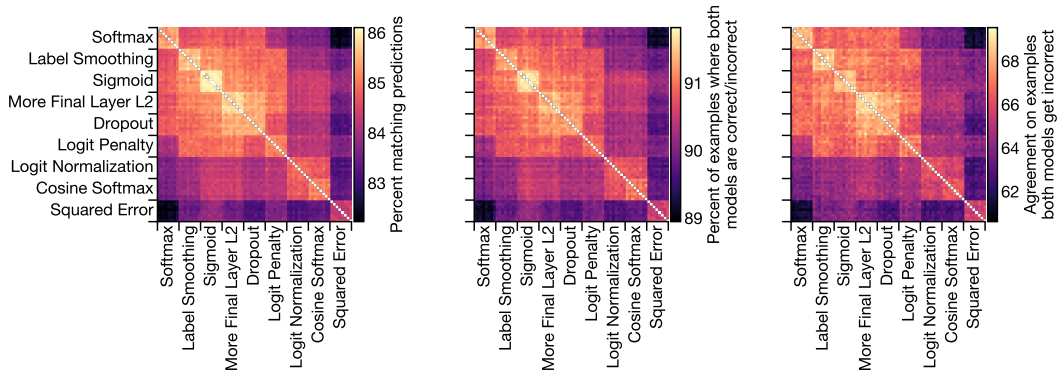 Softmax
Label Smoothing
Sigmoid
More Final Layer L2
Dropout
Logit Penalty
Logit Normalization
Cosine Softmax
Squared Error
Softmax
Label Smoothing
Sigmoid
More Final Layer L2
Dropout
Logit Penalty
Logit Normalization
Cosine Softmax
Squared Error
86
85
84
83
Percent matching predictions
Softmax
Label Smoothing
Sigmoid
More Final Layer L2
Dropout
Logit Penalty
Logit Normalization
Cosine Softmax
Squared Error
91
90
89
Percent of examples where both
models are correct/incorrect
Softmax
Label Smoothing
Sigmoid
More Final Layer L2
Dropout
Logit Penalty
Logit Normalization
Cosine Softmax
Squared Error
68
66
64
62
Agreement on examples
both models get incorrect